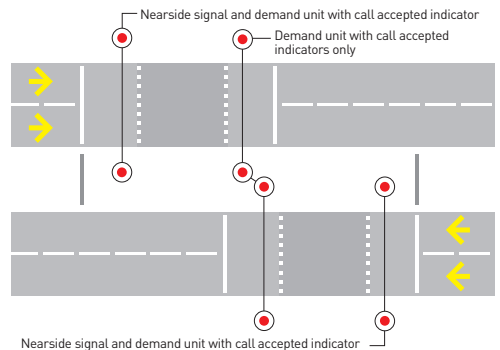 Nearside signal and demand unit with call accepted indicator
Demand unit with call accepted
indicators only
Nearside signal and demand unit with call accepted indicator